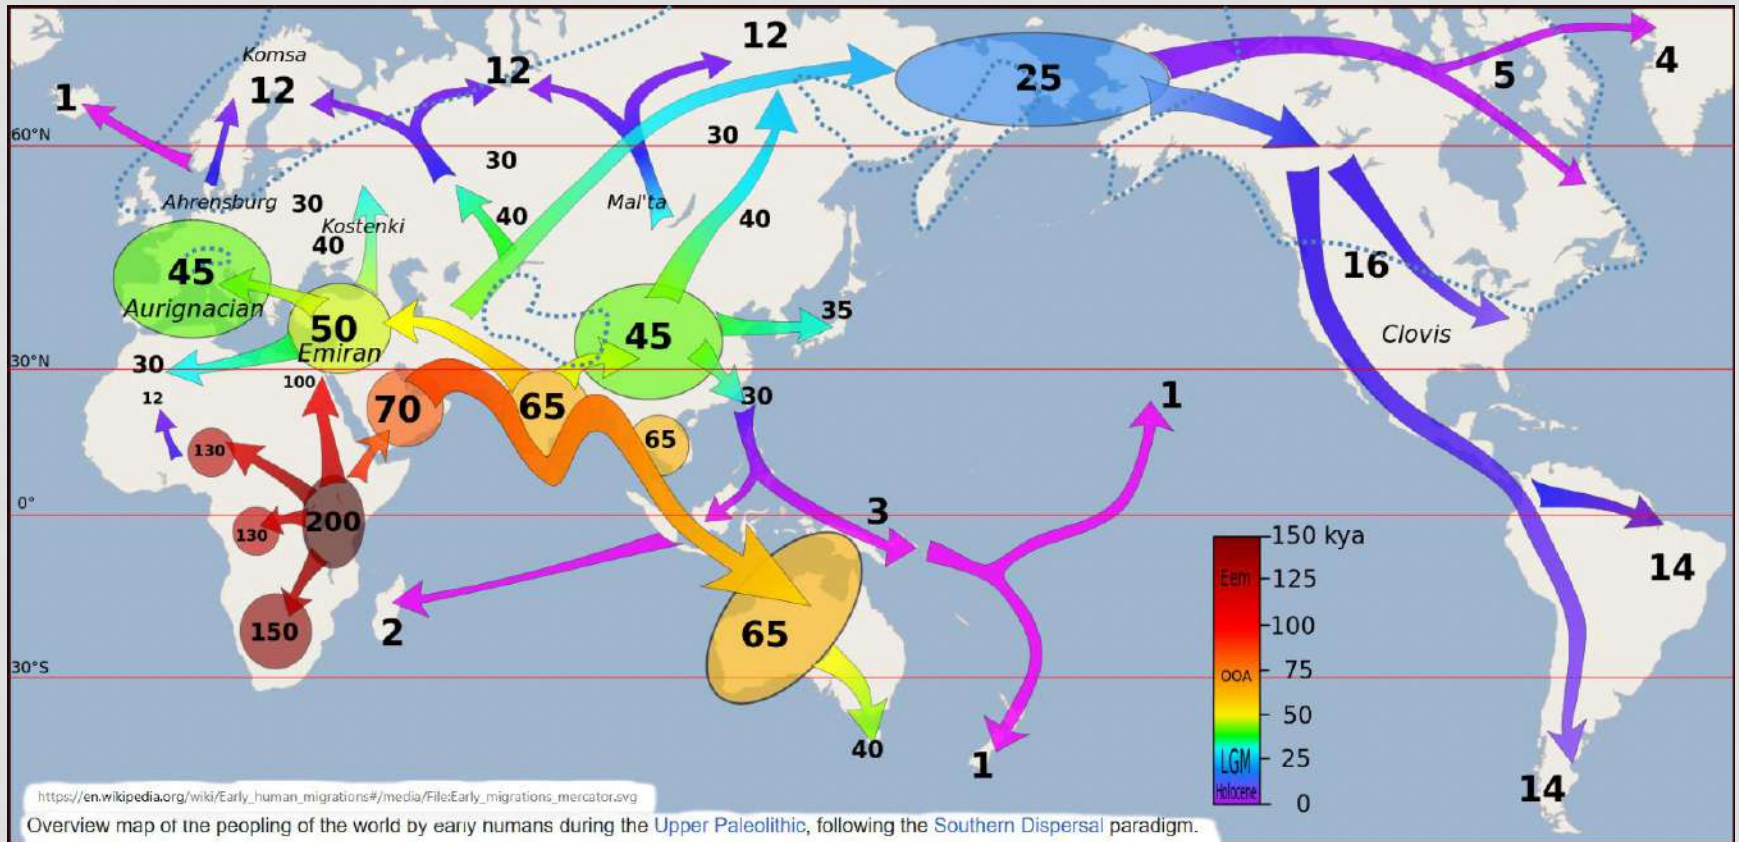 12
Komsa
12
4
5
1
12
25
60°N
30
30
Ahrensburg
30
Mal'ta
Kostenki
40
40
40
45
16
Aurignacian
50
45
35
Clovis
Emiran
30°N
30
100
12
70
65
30
1
130
65
0°
200
3
130
150 kya
Eem
125
14
150
2
65
100
30°S
OOA
75
50
40
LGM
25
1
14
Holocene
0
https://en.wikipedia.org/wiki/Early_human_migrations#/media/File:Early_migrations_mercator.svg
Overview map of the peopling of the world by early humans during the Upper Paleolithic, following the Southern Dispersal paradigm.